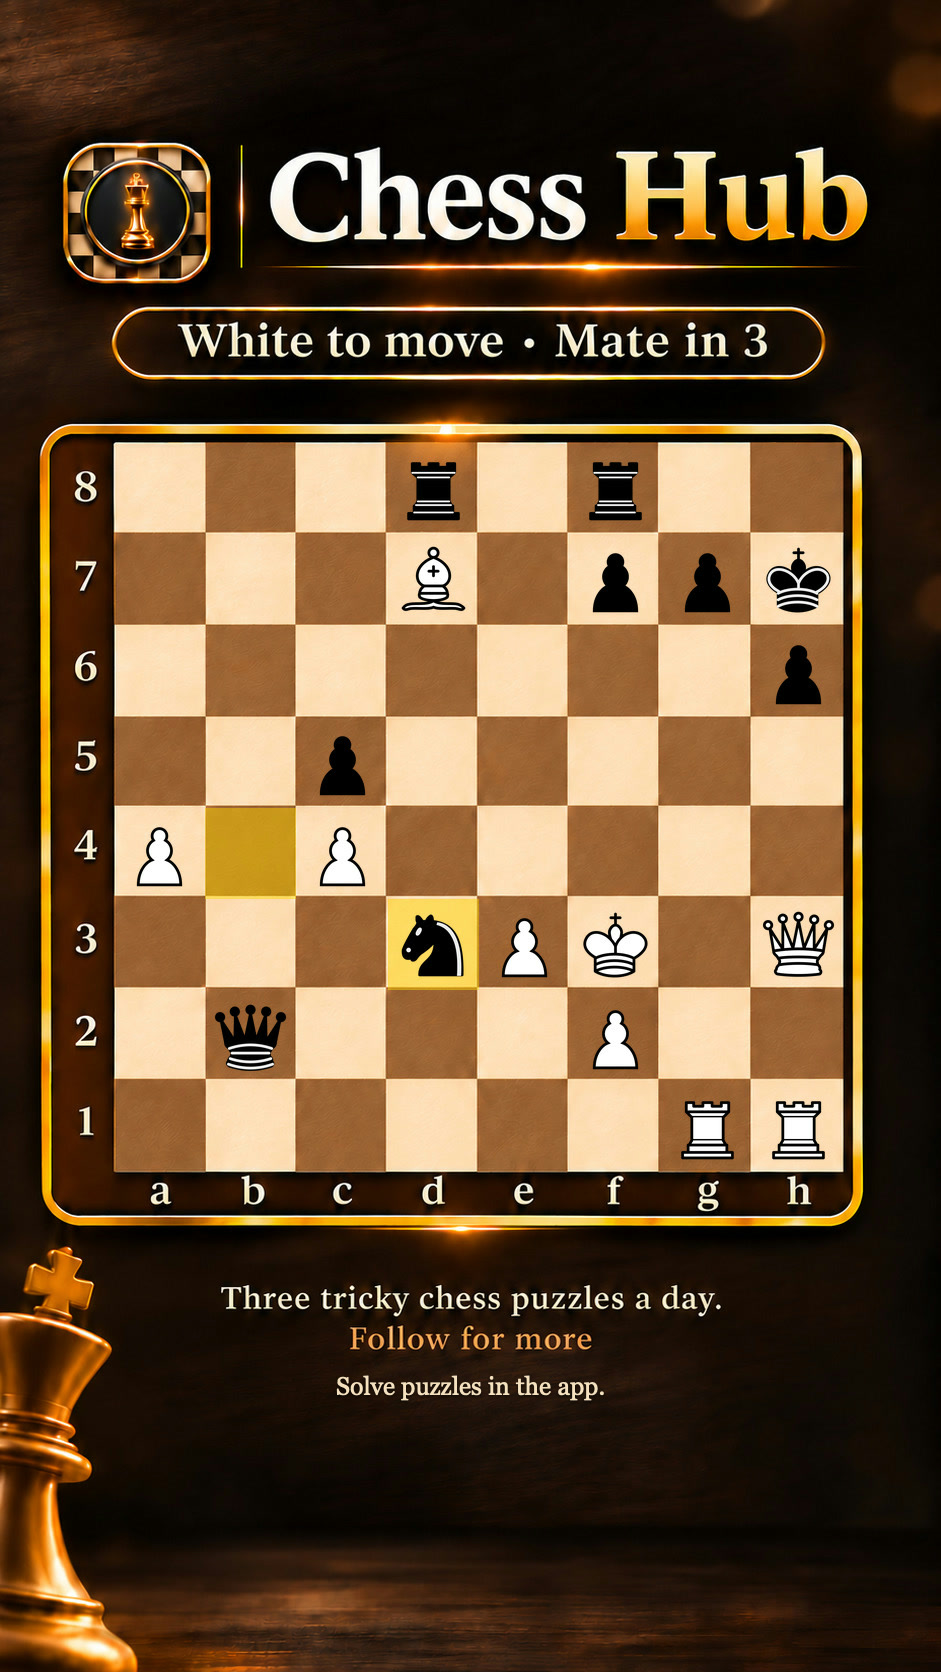 Chess Hub
White to move • Mate in 3
8
7
6
5
4
3
2
1
a b c d e f g h
Three tricky chess puzzles a day.
Follow for more
Solve puzzles in the app.